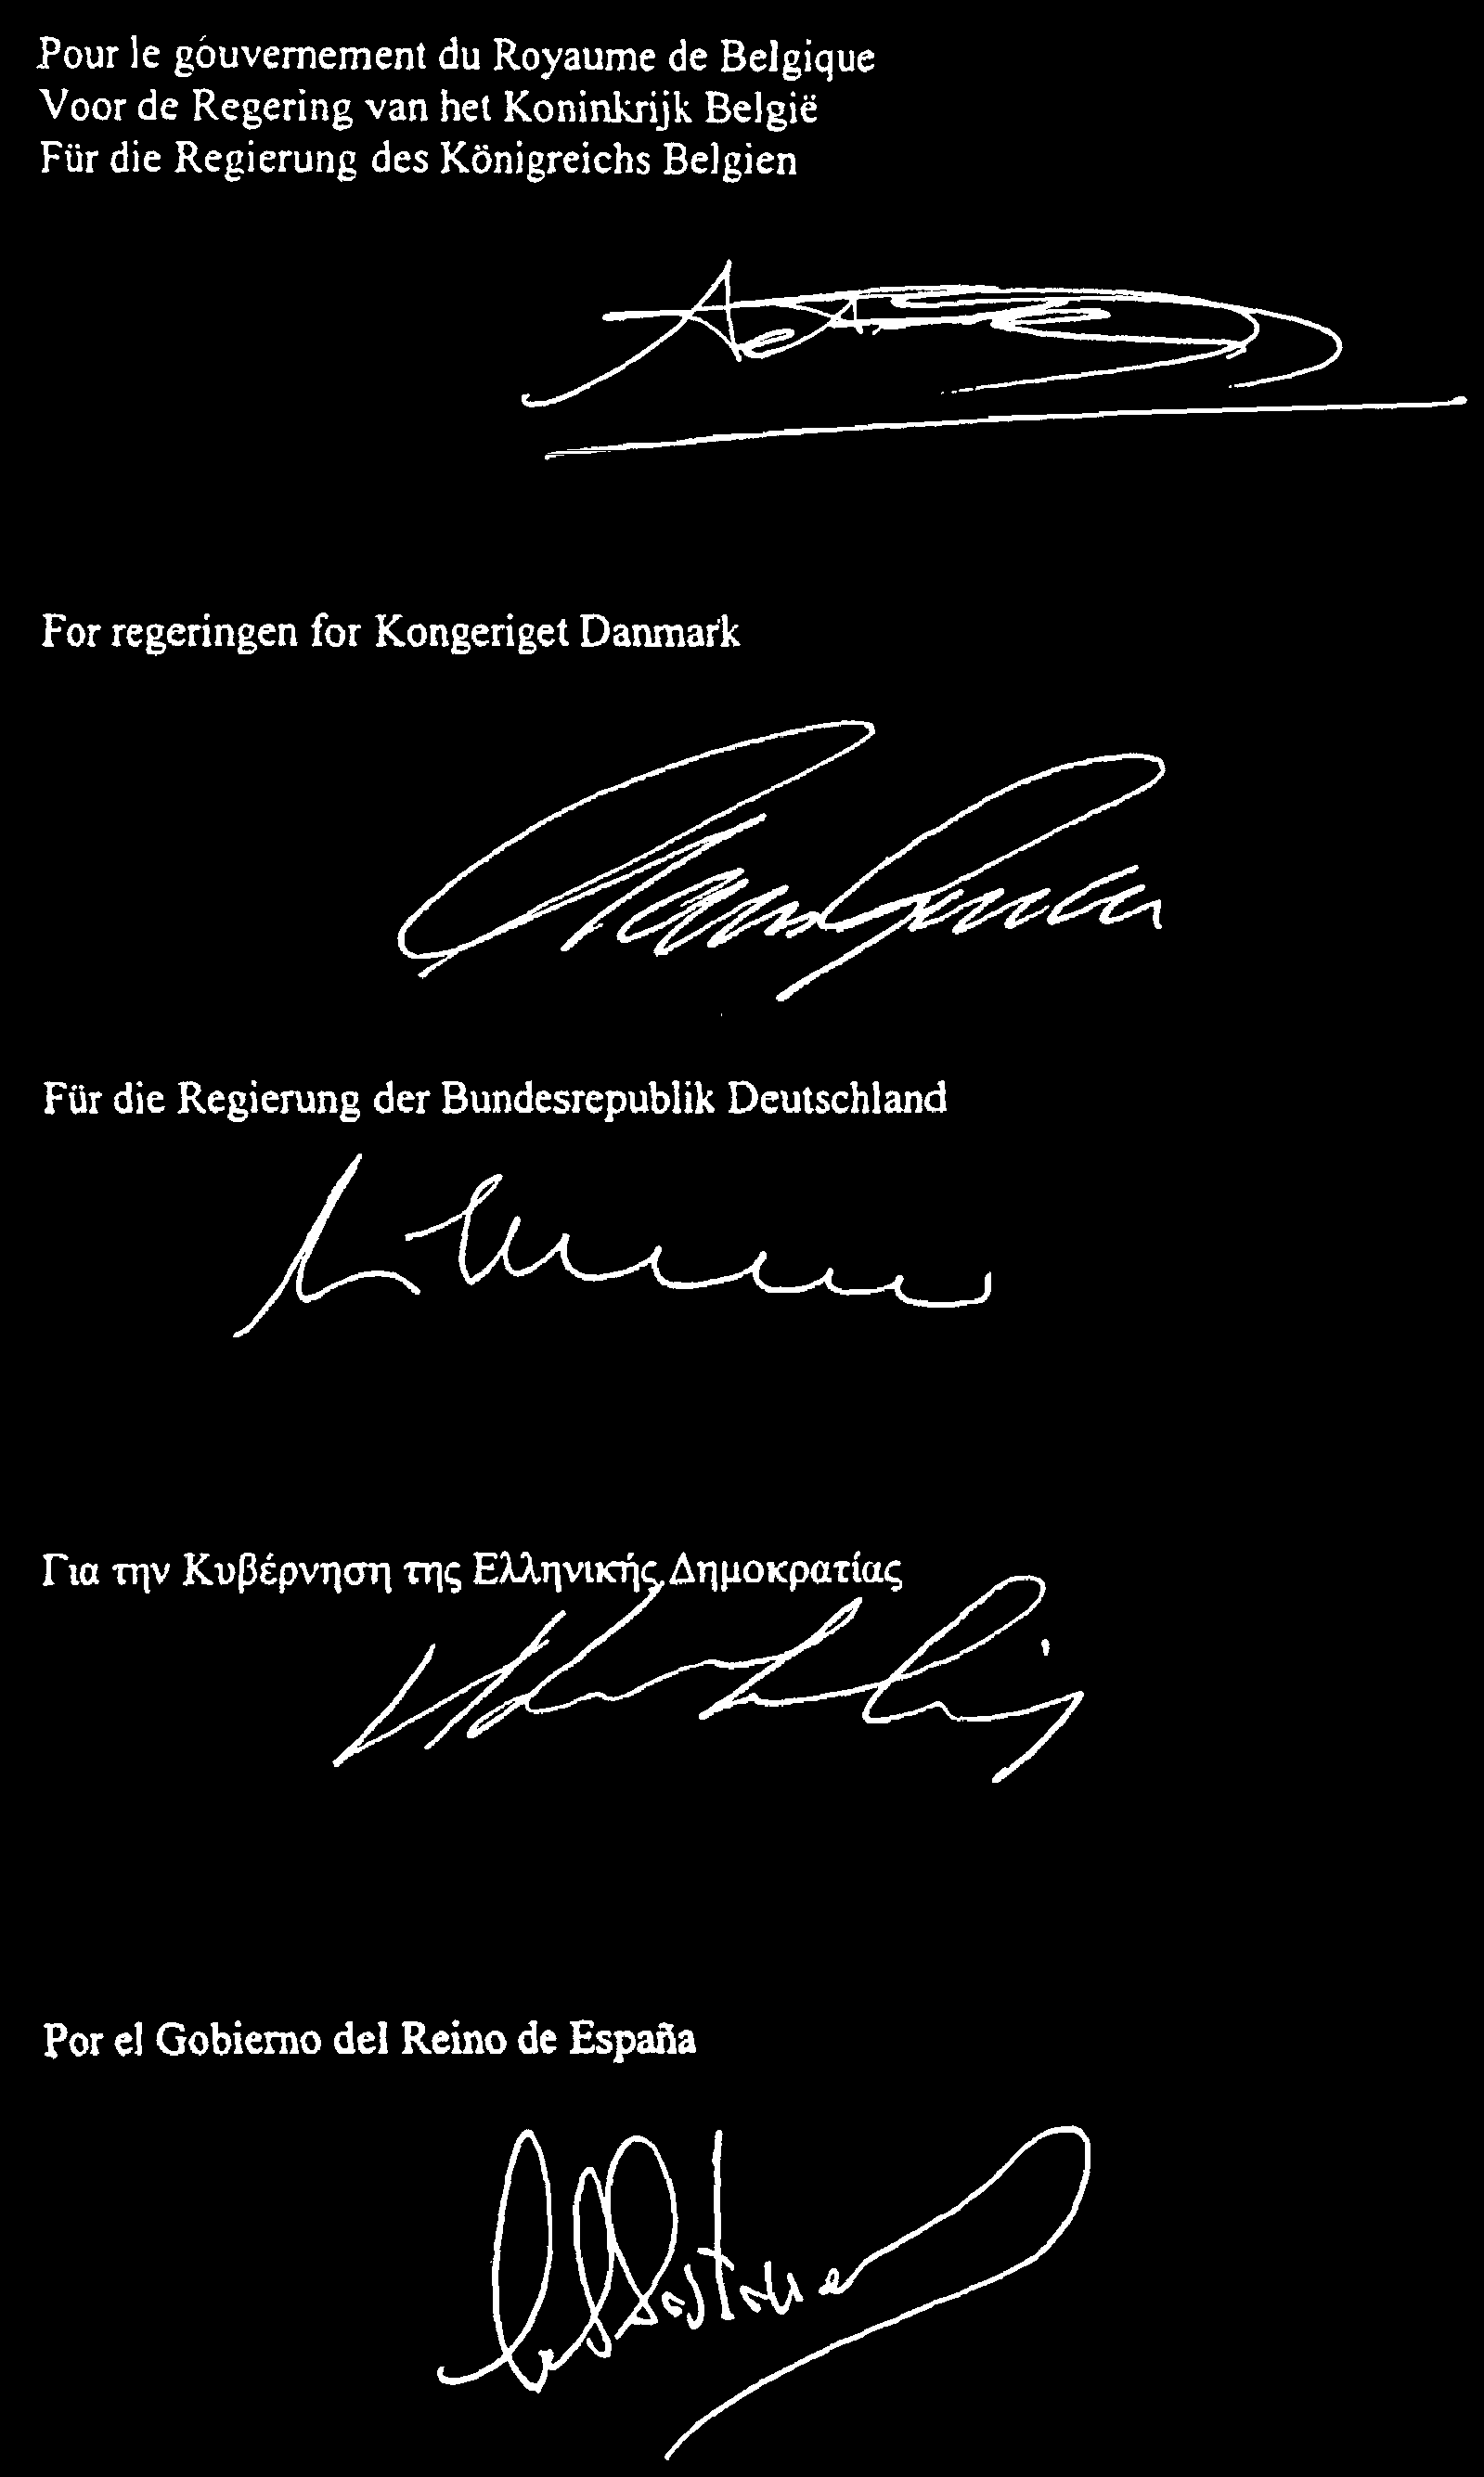 Pour le gouvernement du Royaume de Belgique
Voor de Regering van het Koninkrijk België
Für die Regierung des Königreichs Belgien
For regeringen for Kongeriget Danmark
Für die Regierung der Bundesrepublik Deutschland
Για την Κυβέρνηση της Ελληνικής Δημοκρατίας
Por el Gobierno del Reino de España